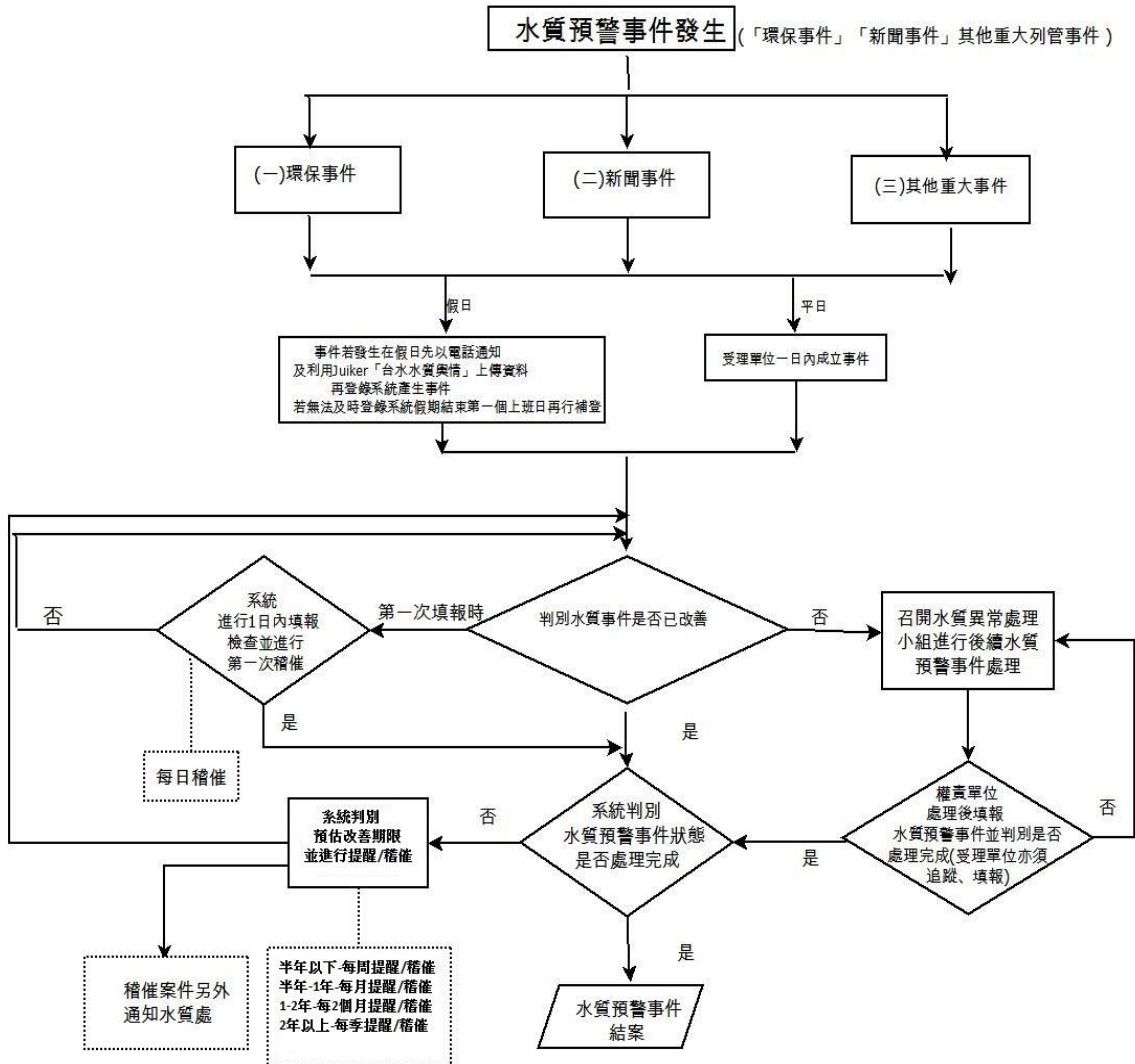 水質預警事件發生(「環保事件」「新聞事件」其他重大列管事件)
(一)環保事件
(二)新聞事件
(三)其他重大事件
假日
平日
事件若發生在假日先以電話通知
及利用Juiker「台水水質輿情」上傳資料
再登錄系統產生事件
若無法及時登錄系統假期結束第一個上班日再行補登
受理單位一日內成立事件
否
系統
進行1日內填報
檢查並進行
第一次稽催
第一次填報時
判別水質事件是否已改善
否
召開水質異常處理
小組進行後續水質
預警事件處理
是
是
每日稽催
系統判別
預估改善期限
並進行提醒/稽催
否
系統判別
水質預警事件狀態
是否處理完成
是
權責單位
處理後填報
水質預警事件並判別是否
處理完成(受理單位亦須
追蹤、填報)
否
稽催案件另外
通知水質處
半年以下-每周提醒/稽催
半年-1年-每月提醒/稽催
1-2年-每2個月提醒/稽催
2年以上-每季提醒/稽催
是
水質預警事件
結案